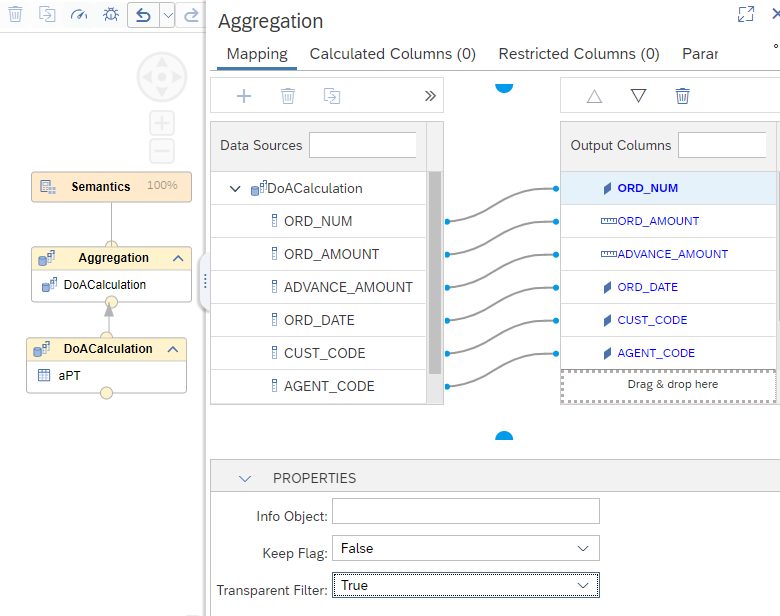 Aggregation
Mapping Calculated Columns (0) Restricted Columns (0) Parar
Semantics 100%
Aggregation
DoACalculation
DoACalculation
aPT
Data Sources
DoACalculation
ORD_NUM
ORD_AMOUNT
ADVANCE_AMOUNT
ORD_DATE
CUST_CODE
AGENT_CODE
Output Columns
ORD_NUM
ORD_AMOUNT
ADVANCE_AMOUNT
ORD_DATE
CUST_CODE
AGENT_CODE
Drag & drop here
PROPERTIES
Info Object:
Keep Flag: False
Transparent Filter: True